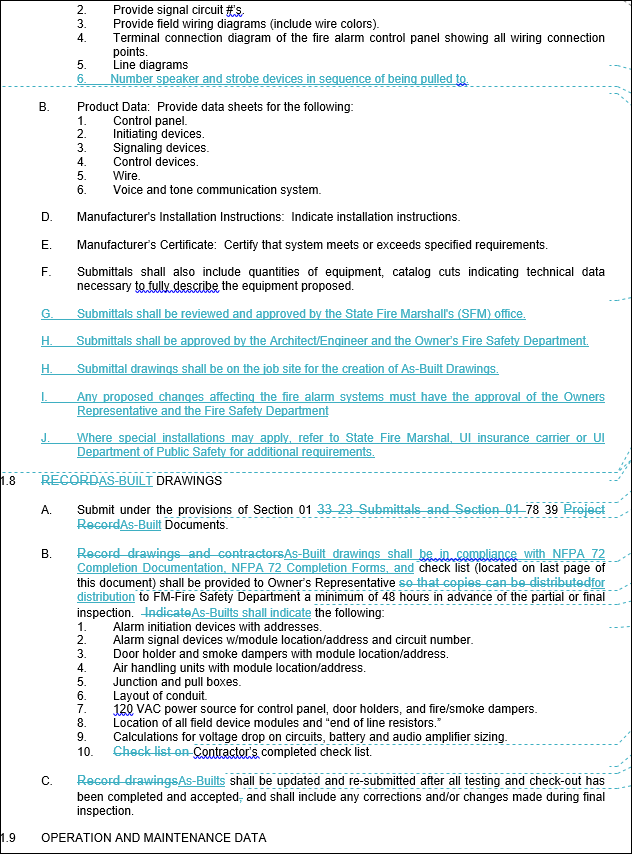 2. Provide signal circuit #'s.
3. Provide field wiring diagrams (include wire colors).
4. Terminal connection diagram of the fire alarm control panel showing all wiring connection
points.
5. Line diagrams
6. Number speaker and strobe devices in sequence of being pulled to.
B. Product Data: Provide data sheets for the following:
1. Control panel.
2. Initiating devices.
3. Signaling devices.
4. Control devices.
5. Wire.
6. Voice and tone communication system.
D. Manufacturer's Installation Instructions: Indicate installation instructions.
E. Manufacturer's Certificate: Certify that system meets or exceeds specified requirements.
F. Submittals shall also include quantities of equipment, catalog cuts indicating technical data
necessary to fully describe the equipment proposed.
G. Submittals shall be reviewed and approved by the State Fire Marshall's (SFM) office.
H. Submittals shall be approved by the Architect/Engineer and the Owner's Fire Safety Department.
H. Submittal drawings shall be on the job site for the creation of As-Built Drawings.
I. Any proposed changes affecting the fire alarm systems must have the approval of the Owners
Representative and the Fire Safety Department
J. Where special installations may apply, refer to State Fire Marshal, UI insurance carrier or UI
Department of Public Safety for additional requirements.
1.8 RECORDAS-BUILT DRAWINGS
A. Submit under the provisions of Section 01 33 23 Submittals and Section 01 78 39 Project
RecordAs-Built Documents.
B. Record drawings and contractorsAs-Built drawings shall be in compliance with NFPA 72
Completion Documentation, NFPA 72 Completion Forms, and check list (located on last page of
this document) shall be provided to Owner's Representative so that copies can be distributedfor
distribution to FM-Fire Safety Department a minimum of 48 hours in advance of the partial or final
inspection. IndicateAs-Builts shall indicate the following:
1. Alarm initiation devices with addresses.
2. Alarm signal devices w/module location/address and circuit number.
3. Door holder and smoke dampers with module location/address.
4. Air handling units with module location/address.
5. Junction and pull boxes.
6. Layout of conduit.
7. 120 VAC power source for control panel, door holders, and fire/smoke dampers.
8. Location of all field device modules and "end of line resistors."
9. Calculations for voltage drop on circuits, battery and audio amplifier sizing.
10. Check list on Contractor's completed check list.
C. Record drawingsAs-Builts shall be updated and re-submitted after all testing and check-out has
been completed and accepted, and shall include any corrections and/or changes made during final
inspection.
1.9 OPERATION AND MAINTENANCE DATA